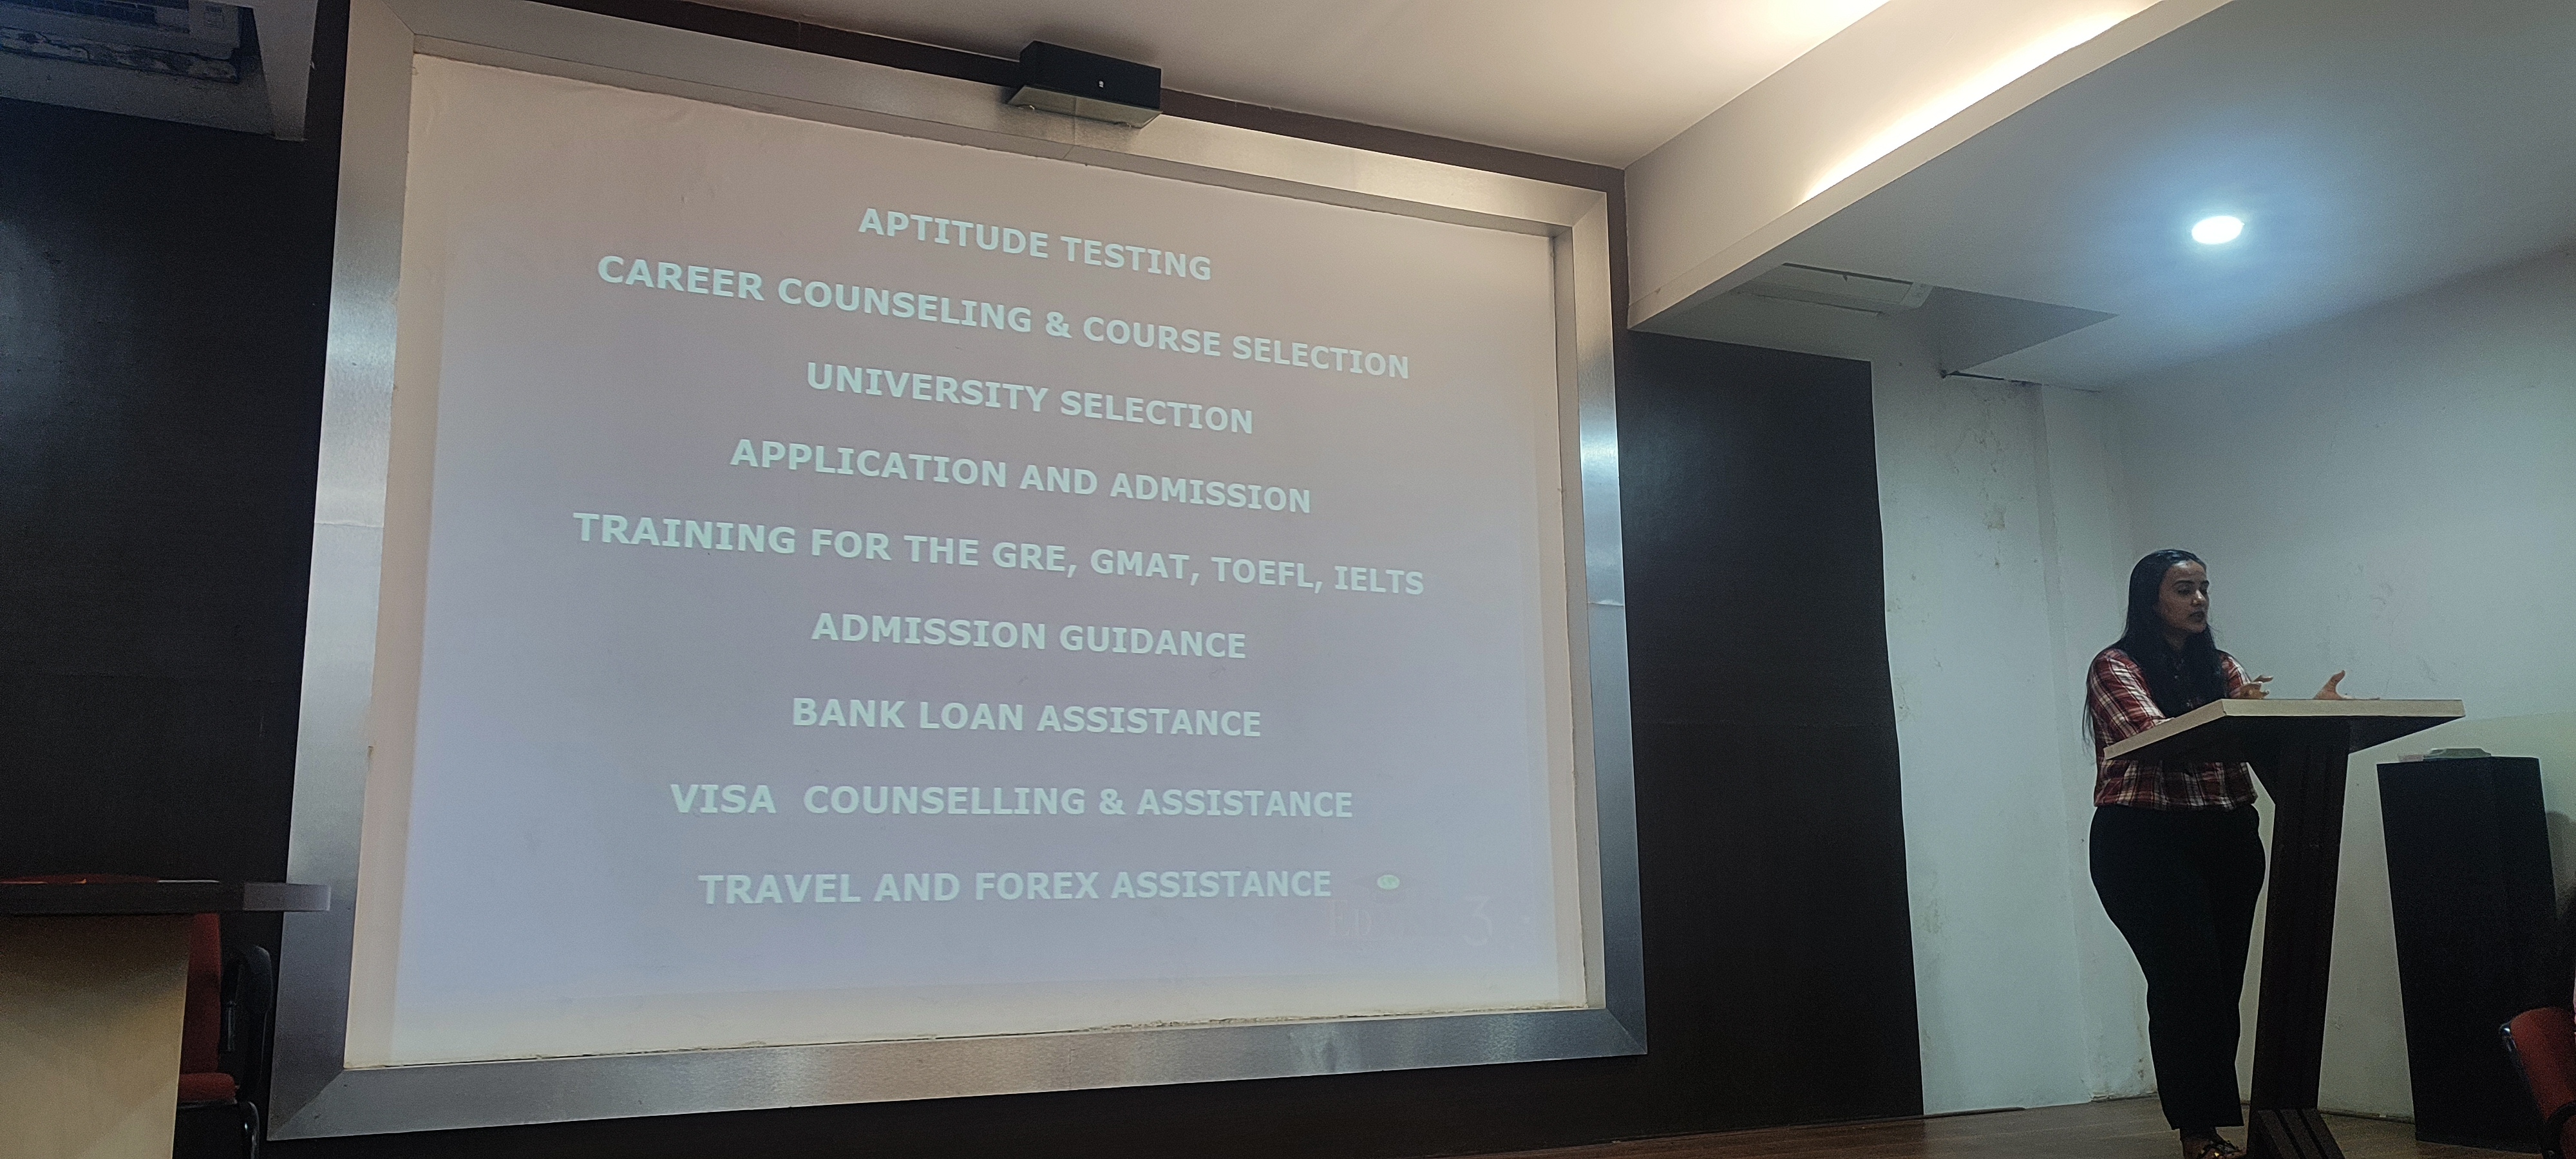 APTITUDE TESTING
CAREER COUNSELING & COURSE SELECTION
UNIVERSITY SELECTION
APPLICATION AND ADMISSION
TRAINING FOR THE GRE, GMAT, TOEFL, IELTS
ADMISSION GUIDANCE
BANK LOAN ASSISTANCE
VISA  COUNSELLING & ASSISTANCE
TRAVEL AND FOREX ASSISTANCE
3